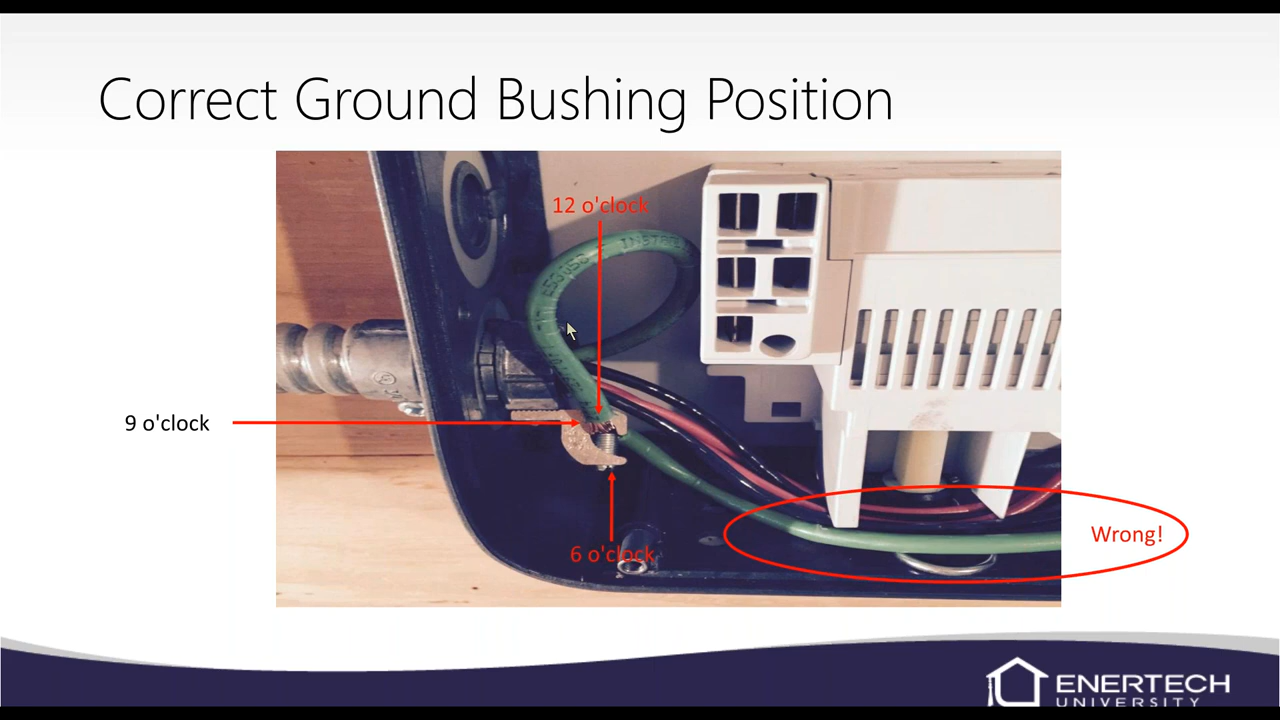 Correct Ground Bushing Position
12 o'clock
9 o'clock
6 o'clock
Wrong!
ENERTECH
UNIVERSITY